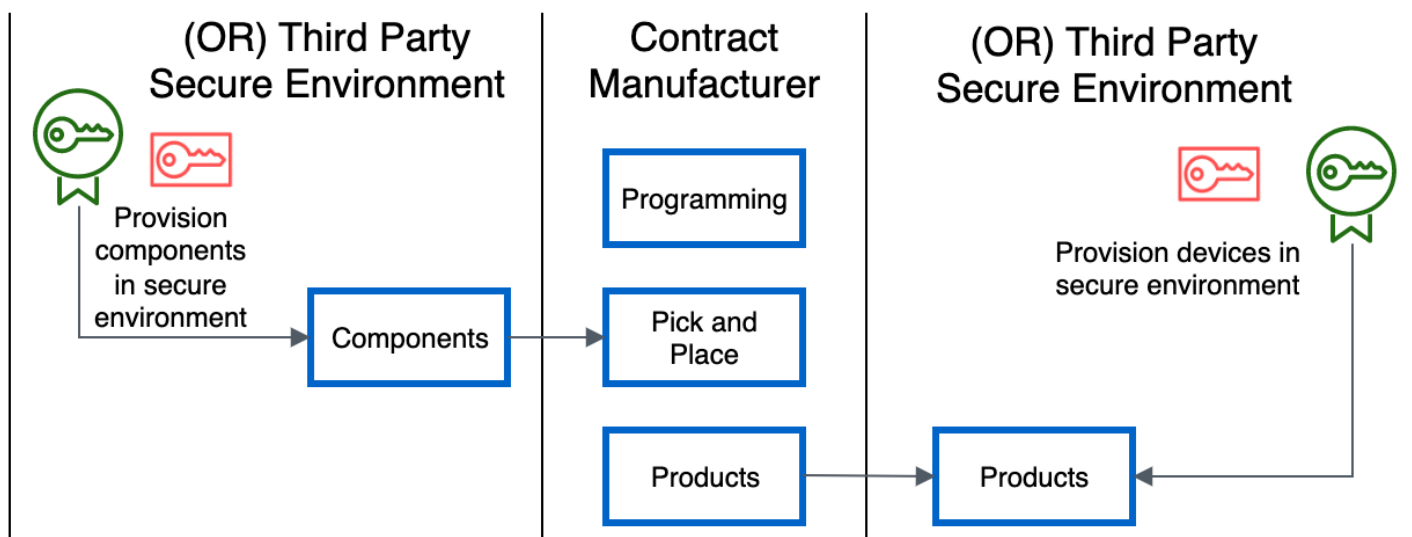 (OR) Third Party
Secure Environment
Provision
components
in secure
environment
Components
Contract
Manufacturer
Programming
Pick and
Place
Products
(OR) Third Party
Secure Environment
Provision devices in
secure environment
Products